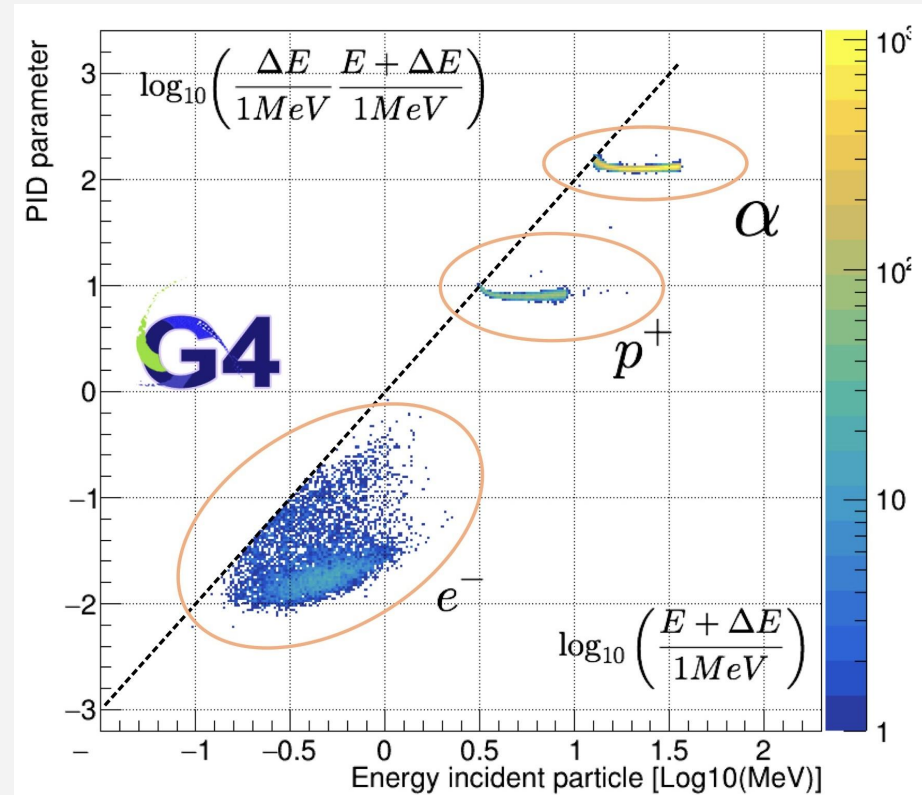 log₁₀(ΔE/1MeV E + ΔE/1MeV)
PID parameter
3
2
1
0
−1
−2
−3
G4
α
p⁺
e⁻
log₁₀(E + ΔE/1MeV)
− −1 −0.5 0 0.5 1 1.5 2
Energy incident particle [Log10(MeV)]
10²
10
1